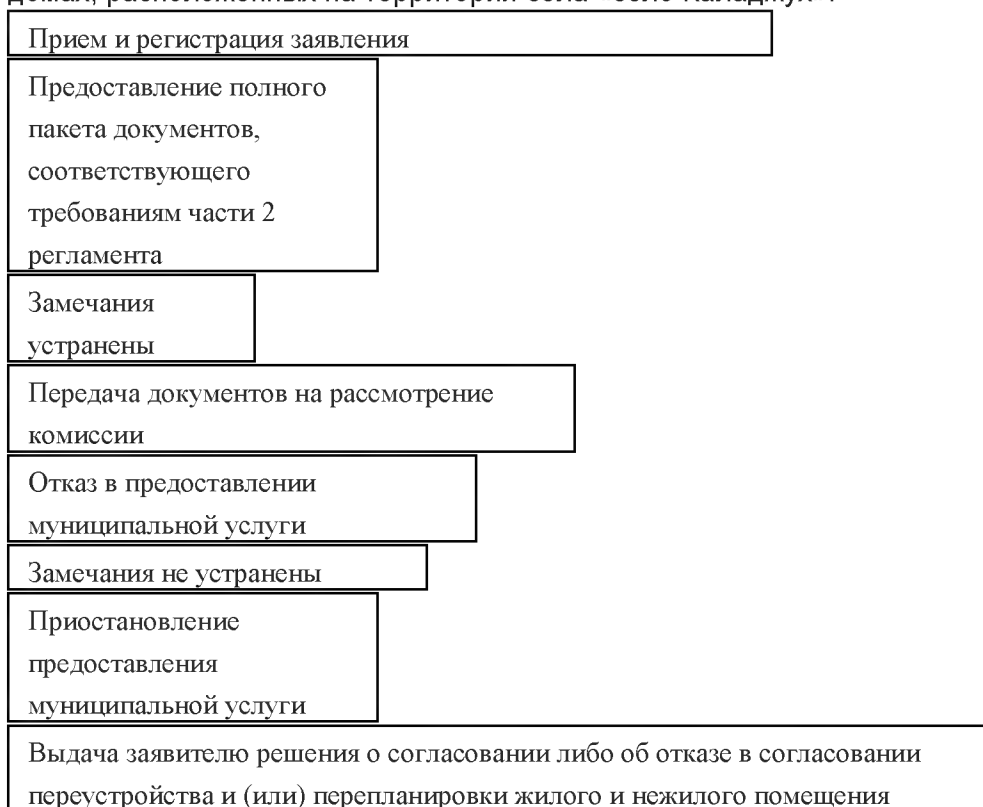 домах, расположенных на территории села «село Каладжух».
Прием и регистрация заявления
Предоставление полного
пакета документов,
соответствующего
требованиям части 2
регламента
Замечания
устранены
Передача документов на рассмотрение
комиссии
Отказ в предоставлении
муниципальной услуги
Замечания не устранены
Приостановление
предоставления
муниципальной услуги
Выдача заявителю решения о согласовании либо об отказе в согласовании
переустройства и (или) перепланировки жилого и нежилого помещения